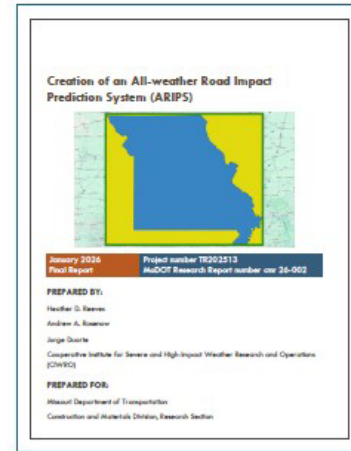 Creation of an All-weather Road Impact
Prediction System (ARIPS)
January 2026
Final Report
Project number TR202513
MoDOT Research Report number cmr 26-002
PREPARED BY:
Heather D. Reeves
Andrew A. Rosenow
Jorge Duarte
Cooperative Institute for Severe and High-Impact Weather Research and Operations
(CIWRO)
PREPARED FOR:
Missouri Department of Transportation
Construction and Materials Division, Research Section